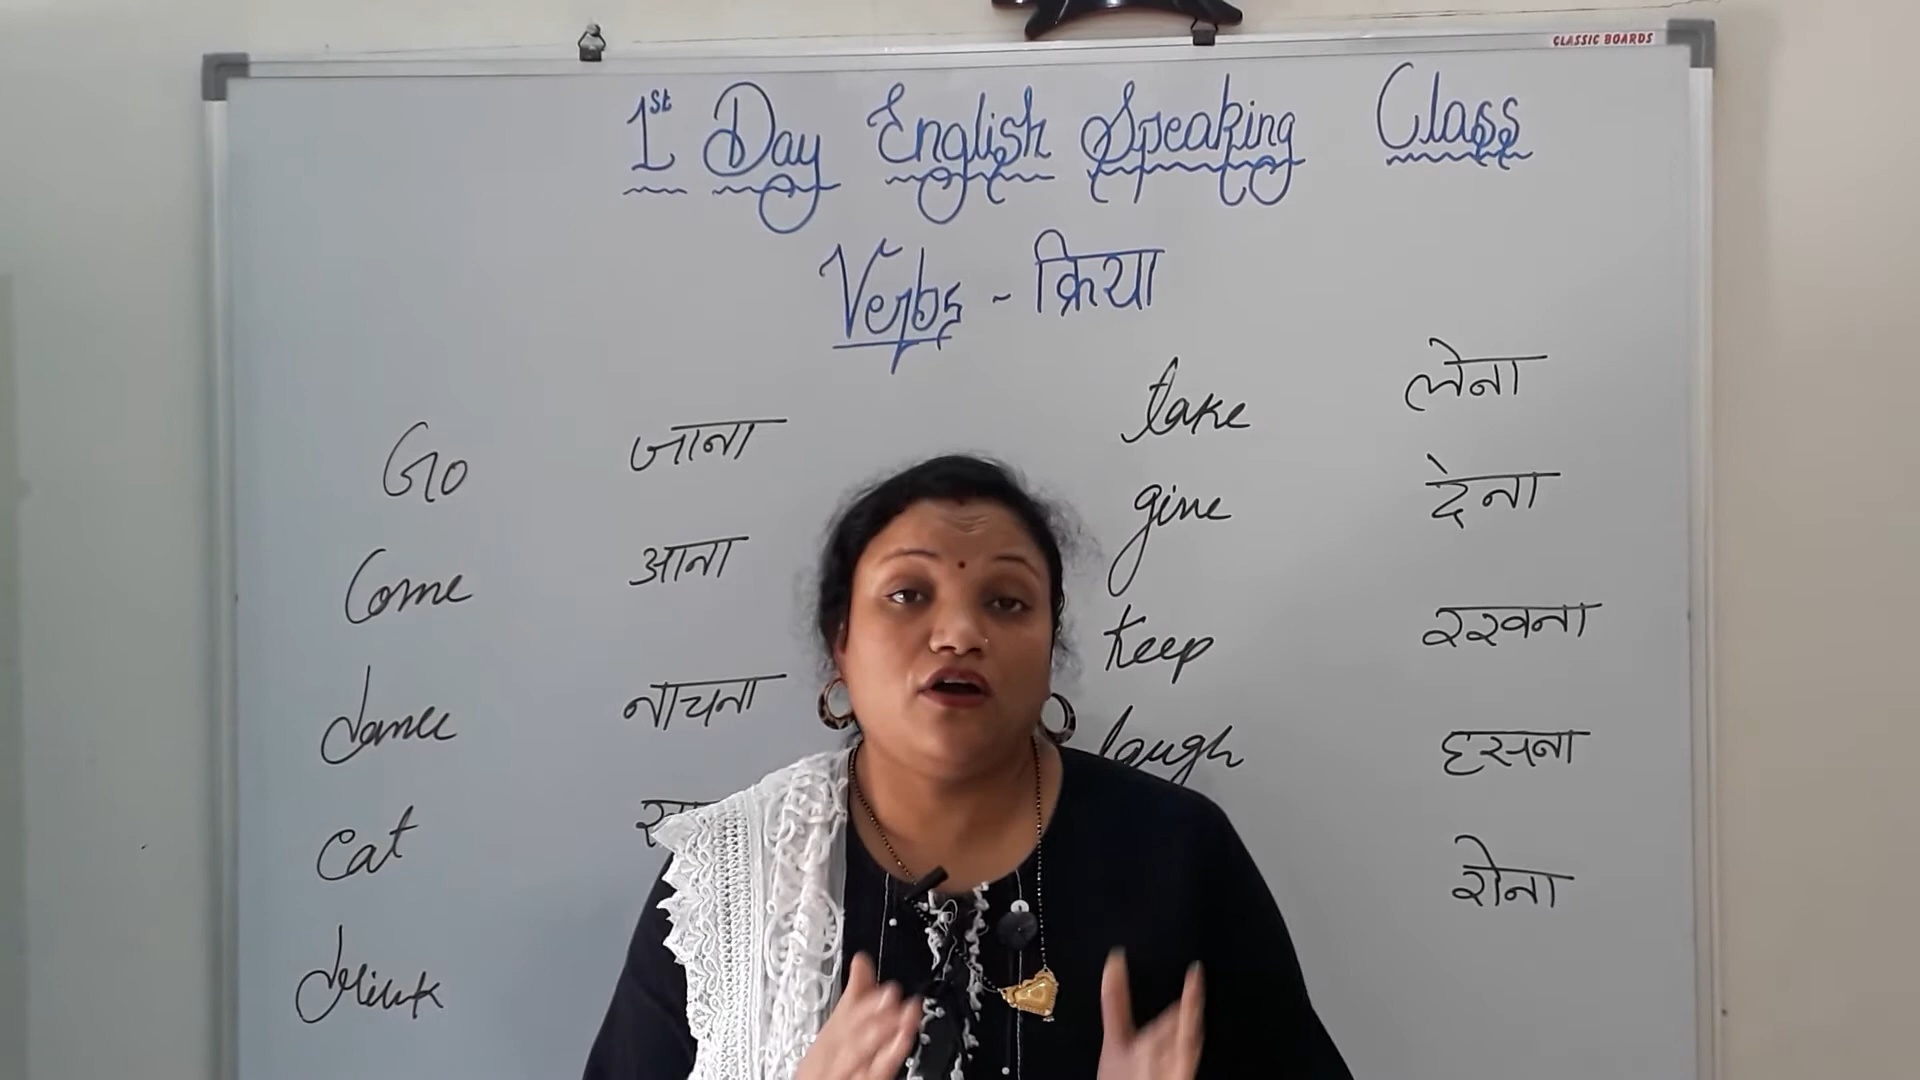 CLASSIC BOARDS
1st Day English Speaking Class
Verbs - क्रिया
Go जाना
Come आना
dance नाचना
eat
drink
take लेना
give देना
keep रखना
laugh हसना
रोना